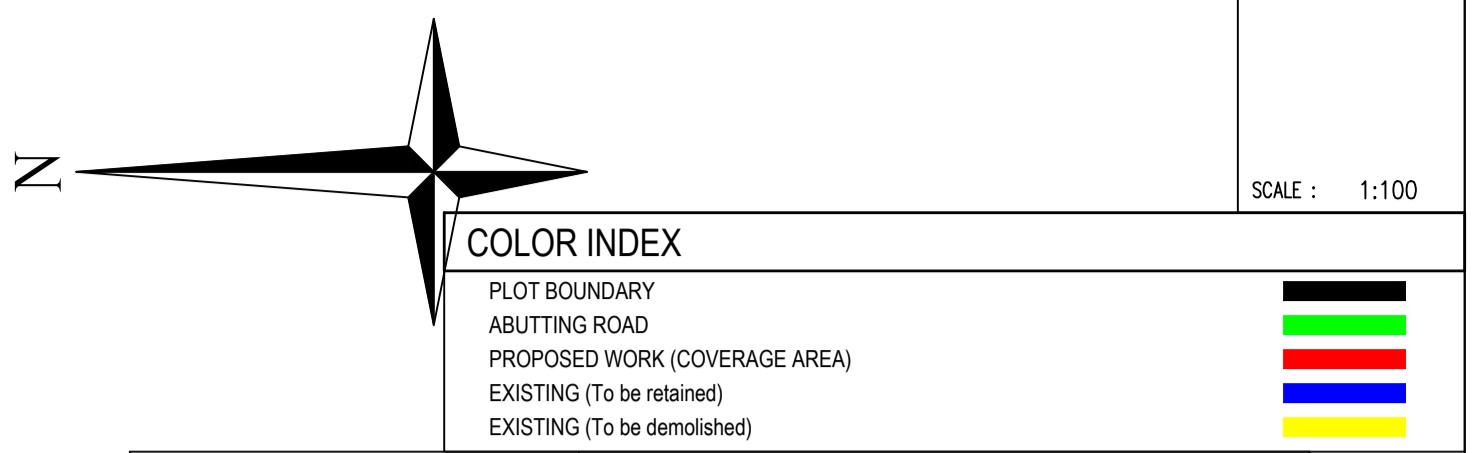 N
SCALE : 1:100
COLOR INDEX
PLOT BOUNDARY
ABUTTING ROAD
PROPOSED WORK (COVERAGE AREA)
EXISTING (To be retained)
EXISTING (To be demolished)